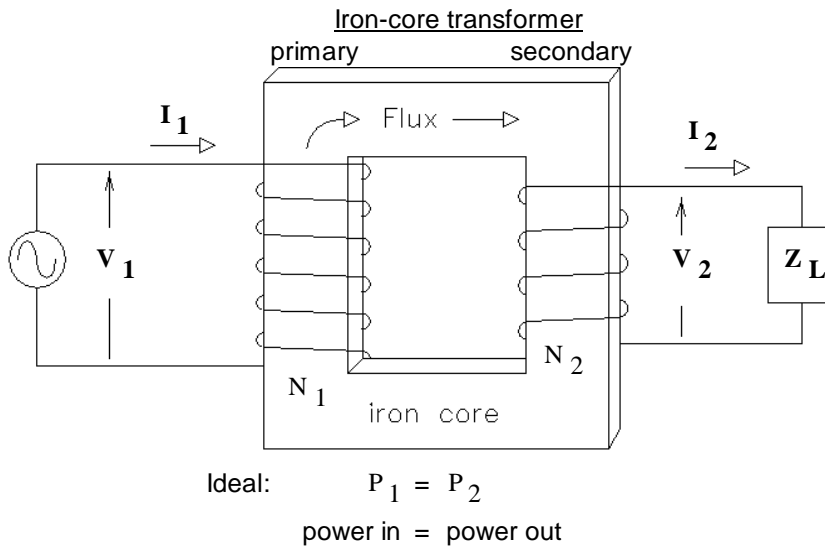 Iron-core transformer
primary secondary
Flux
I 1
I 2
V 1
V 2
Z L
N 1
N 2
iron core
Ideal: P 1 = P 2
power in = power out